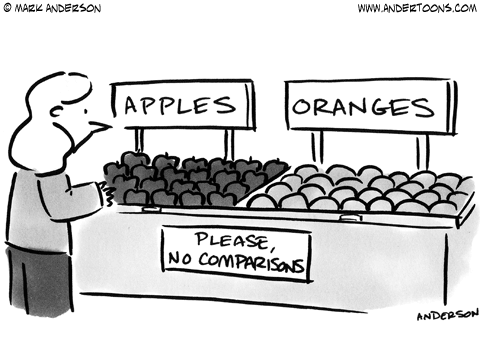 © MARK ANDERSON
WWW.ANDERTOONS.COM
APPLES
ORANGES
PLEASE,
NO COMPARISONS
ANDERSON